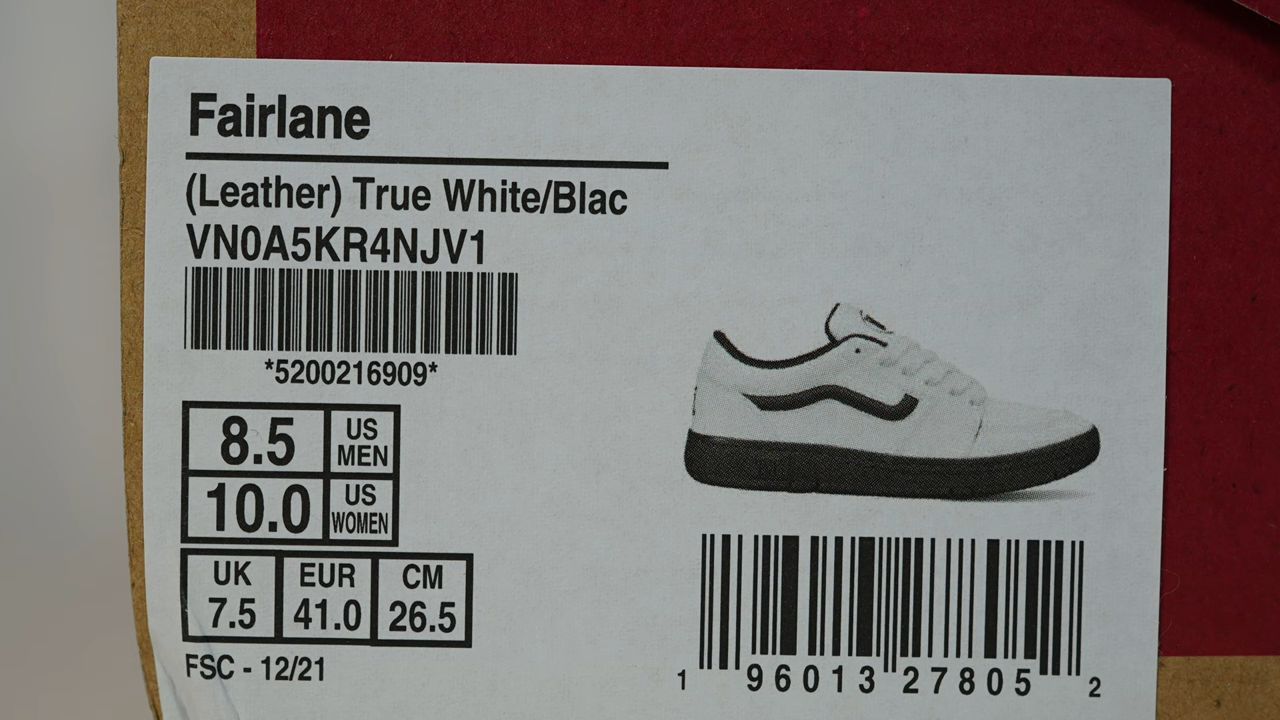 Fairlane
(Leather) True White/Blac
VN0A5KR4NJV1
*5200216909*
8.5 US MEN
10.0 US WOMEN
UK EUR CM
7.5 41.0 26.5
FSC - 12/21
1 96013 27805 2